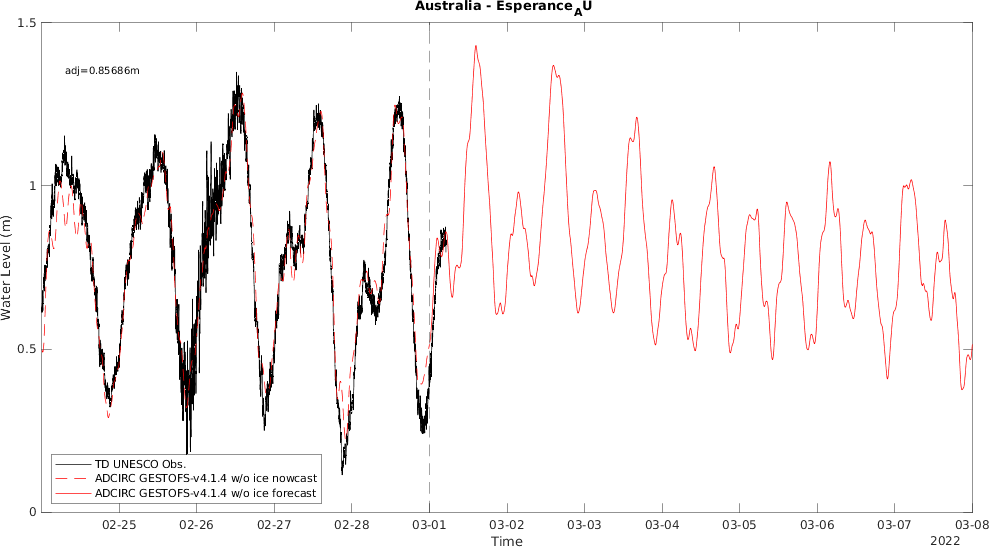 Australia - Esperance_AU
adj=0.85686m
1.5
1
0.5
0
Water Level (m)
TD UNESCO Obs.
ADCIRC GESTOFS-v4.1.4 w/o ice nowcast
ADCIRC GESTOFS-v4.1.4 w/o ice forecast
02-25 02-26 02-27 02-28 03-01 03-02 03-03 03-04 03-05 03-06 03-07 03-08
Time
2022